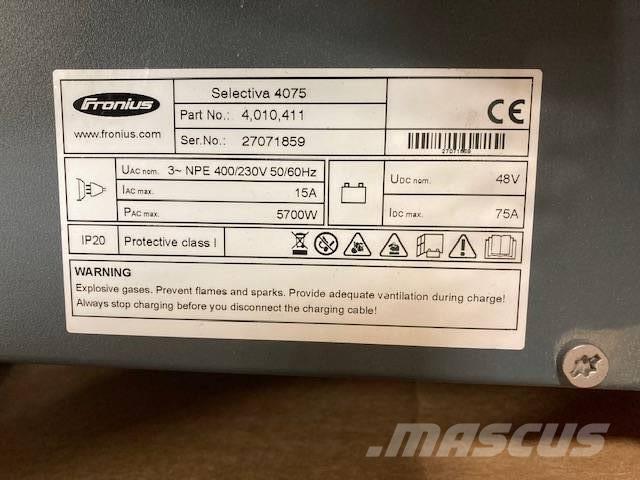 Fronius
www.fronius.com
Selectiva 4075
Part No.: 4,010,411
Ser.No.: 27071859
CE
27071859
UAC nom. 3~ NPE 400/230V 50/60Hz
IAC max. 15A
PAC max. 5700W
UDC nom. 48V
IDC max. 75A
IP20 Protective class I
WARNING
Explosive gases. Prevent flames and sparks. Provide adequate ventilation during charge!
Always stop charging before you disconnect the charging cable!
.mascus